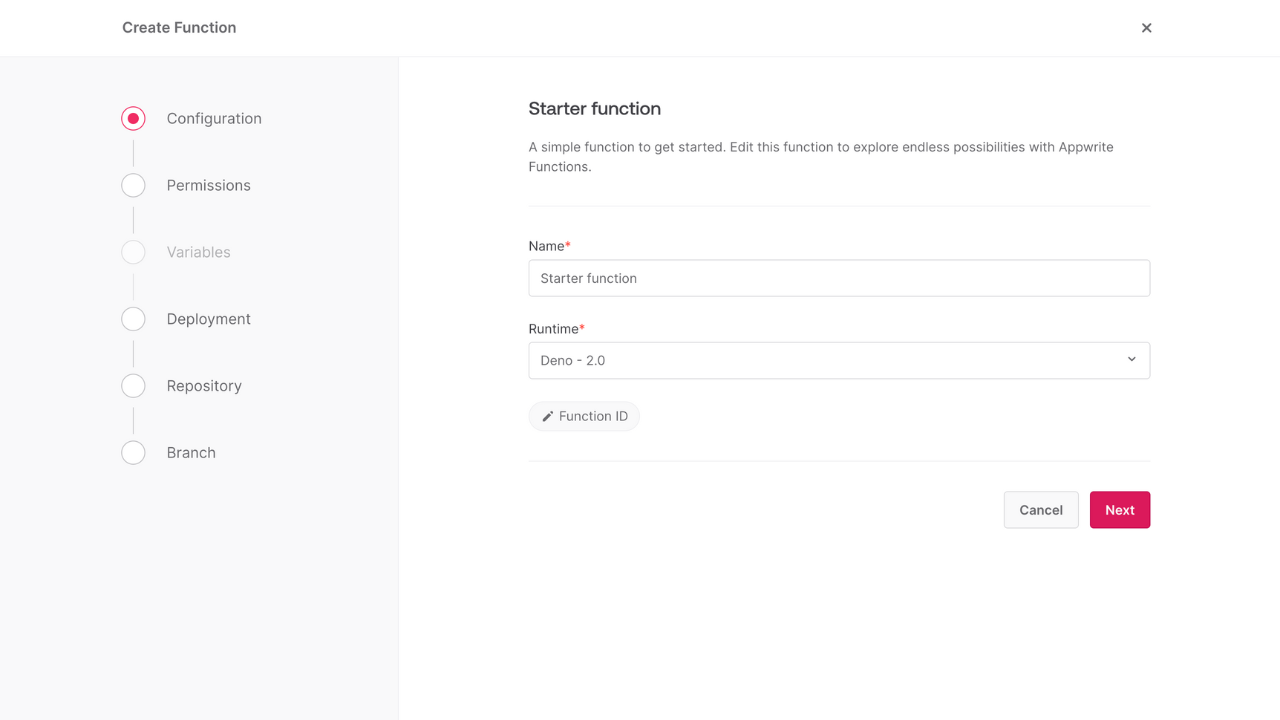 Create Function
Configuration
Permissions
Variables
Deployment
Repository
Branch
Starter function
A simple function to get started. Edit this function to explore endless possibilities with Appwrite
Functions.
Name*
Starter function
Runtime*
Deno - 2.0
Function ID
Cancel
Next